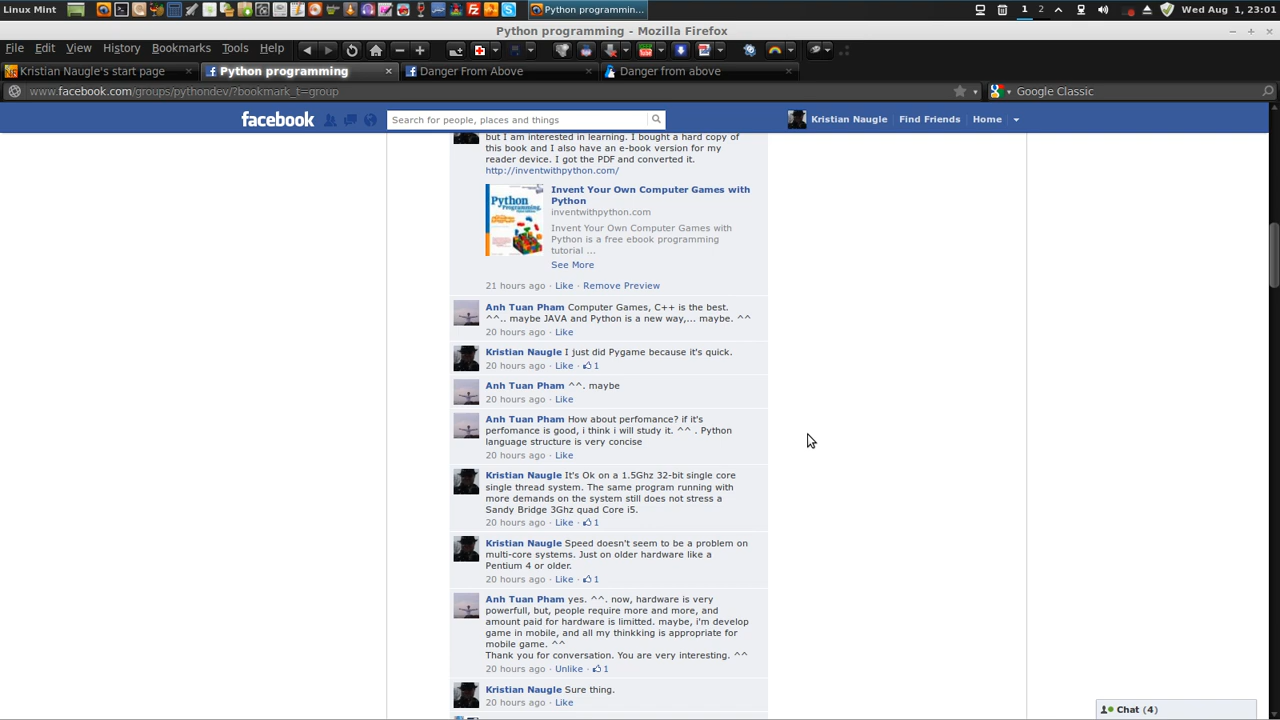 Linux Mint
Python programmin...
1 2
Wed Aug 1, 23:01
Python programming - Mozilla Firefox
File Edit View History Bookmarks Tools Help
Kristian Naugle's start page
Python programming
Danger From Above
Danger from above
www.facebook.com/groups/pythondev/?bookmark_t=group
Google Classic
facebook
Search for people, places and things
Kristian Naugle Find Friends Home
but I am interested in learning. I bought a hard copy of
this book and I also have an e-book version for my
reader device. I got the PDF and converted it.
http://inventwithpython.com/
Invent Your Own Computer Games with
Python
inventwithpython.com
Invent Your Own Computer Games with
Python is a free ebook programming
tutorial ...
See More
21 hours ago · Like · Remove Preview
Anh Tuan Pham Computer Games, C++ is the best.
^^.. maybe JAVA and Python is a new way,... maybe. ^^
20 hours ago · Like
Kristian Naugle I just did Pygame because it's quick.
20 hours ago · Like · 1
Anh Tuan Pham ^^. maybe
20 hours ago · Like
Anh Tuan Pham How about perfomance? if it's
perfomance is good, i think i will study it. ^^ . Python
language structure is very concise
20 hours ago · Like
Kristian Naugle It's Ok on a 1.5Ghz 32-bit single core
single thread system. The same program running with
more demands on the system still does not stress a
Sandy Bridge 3Ghz quad Core i5.
20 hours ago · Like · 1
Kristian Naugle Speed doesn't seem to be a problem on
multi-core systems. Just on older hardware like a
Pentium 4 or older.
20 hours ago · Like · 1
Anh Tuan Pham yes. ^^. now, hardware is very
powerfull, but, people require more and more, and
amount paid for hardware is limitted. maybe, i'm develop
game in mobile, and all my thinkking is appropriate for
mobile game. ^^
Thank you for conversation. You are very interesting. ^^
20 hours ago · Unlike · 1
Kristian Naugle Sure thing.
20 hours ago · Like
Chat (4)